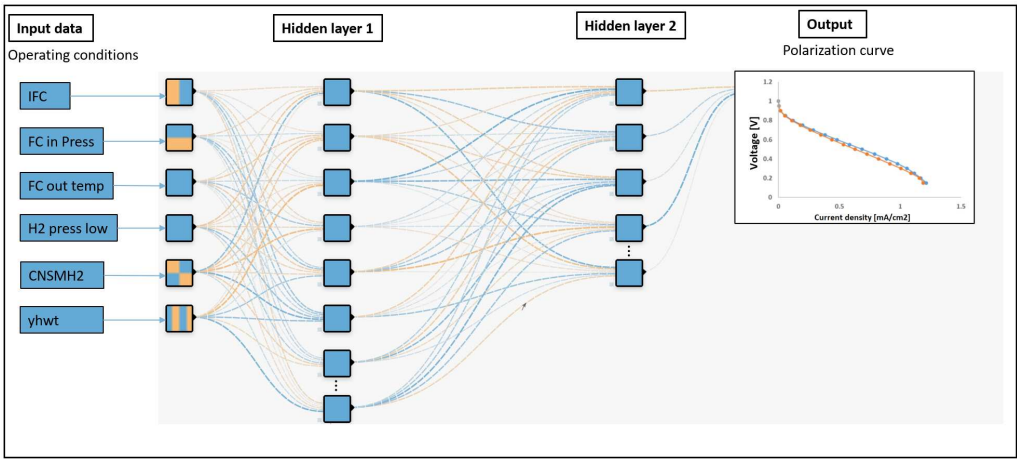 Input data
Hidden layer 1
Hidden layer 2
Output
Operating conditions
Polarization curve
IFC
FC in Press
FC out temp
H2 press low
CNSMH2
yhwt
Voltage [V]
1.2
1
0.8
0.6
0.4
0.2
0
0
0.5
1
1.5
Current density [mA/cm2]